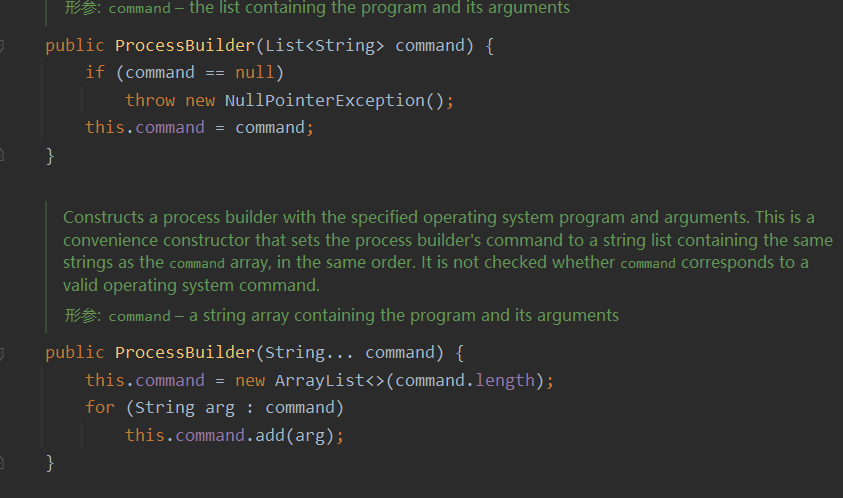 形参: command – the list containing the program and its arguments
public ProcessBuilder(List<String> command) {
if (command == null)
throw new NullPointerException();
this.command = command;
}
Constructs a process builder with the specified operating system program and arguments. This is a
convenience constructor that sets the process builder's command to a string list containing the same
strings as the command array, in the same order. It is not checked whether command corresponds to a
valid operating system command.
形参: command – a string array containing the program and its arguments
public ProcessBuilder(String... command) {
this.command = new ArrayList<>(command.length);
for (String arg : command)
this.command.add(arg);
}